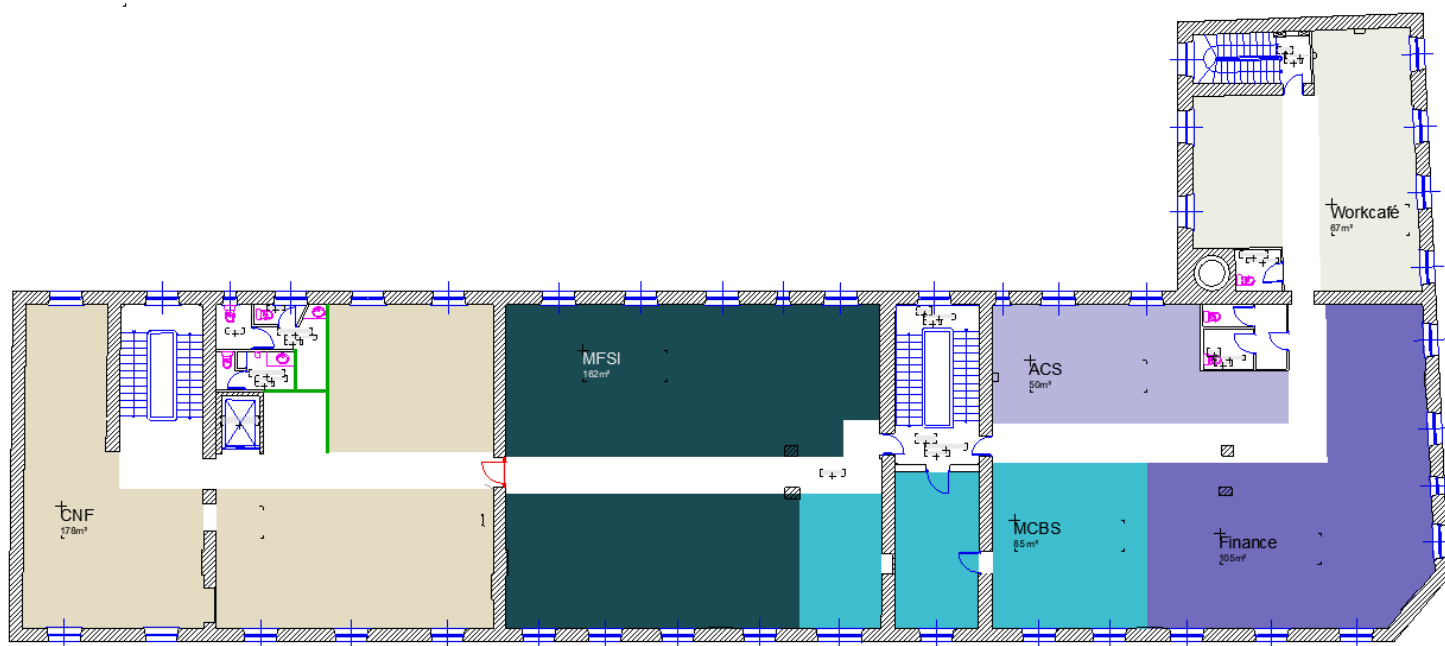 Workcafé
67m²
MFSI
162m²
ACS
50m²
CNF
178m²
MCBS
85m²
Finance
105m²